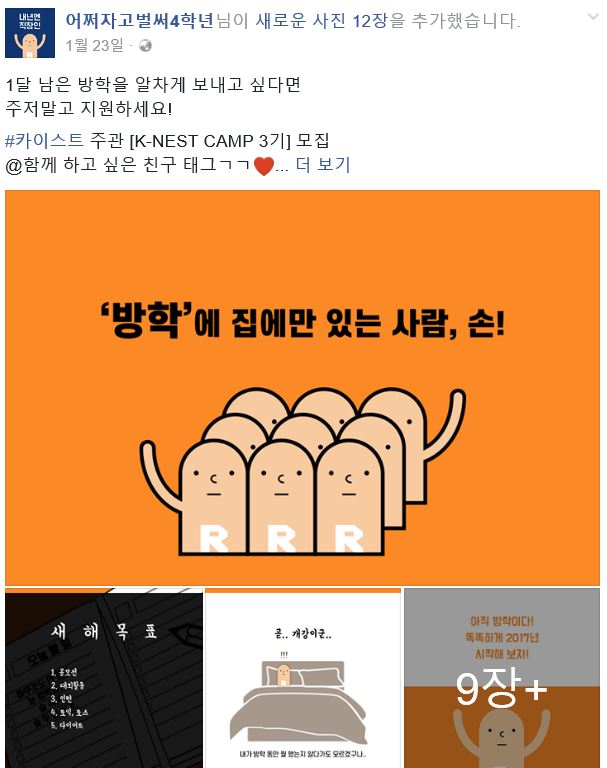 내년엔
직장인
R
어쩌자고벌써4학년님이 새로운 사진 12장을 추가했습니다.
1월 23일 ·
1달 남은 방학을 알차게 보내고 싶다면
주저말고 지원하세요!
#카이스트 주관 [K-NEST CAMP 3기] 모집
@함께 하고 싶은 친구 태그ㄱㄱ❤... 더 보기
‘방학’에 집에만 있는 사람, 손!
R R R
새 해 목 표
1. 공모전
2. 대외활동
3. 인턴
4. 토익, 토스
5. 다이어트
곧.. 개강이군..
!!!
내가 방학 동안 뭘 했는지 알다가도 모르겠구나..
아직 방학이다!
똑똑하게 2017년
시작해 보자!
9장+